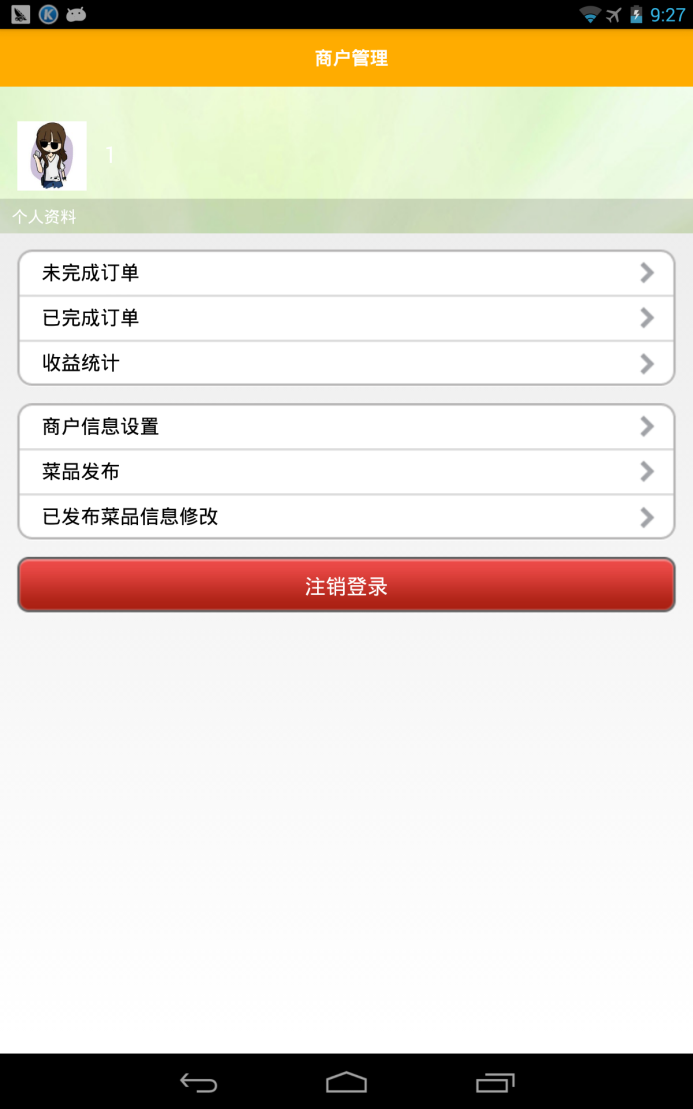 9:27
商户管理
1
个人资料
未完成订单
已完成订单
收益统计
商户信息设置
菜品发布
已发布菜品信息修改
注销登录